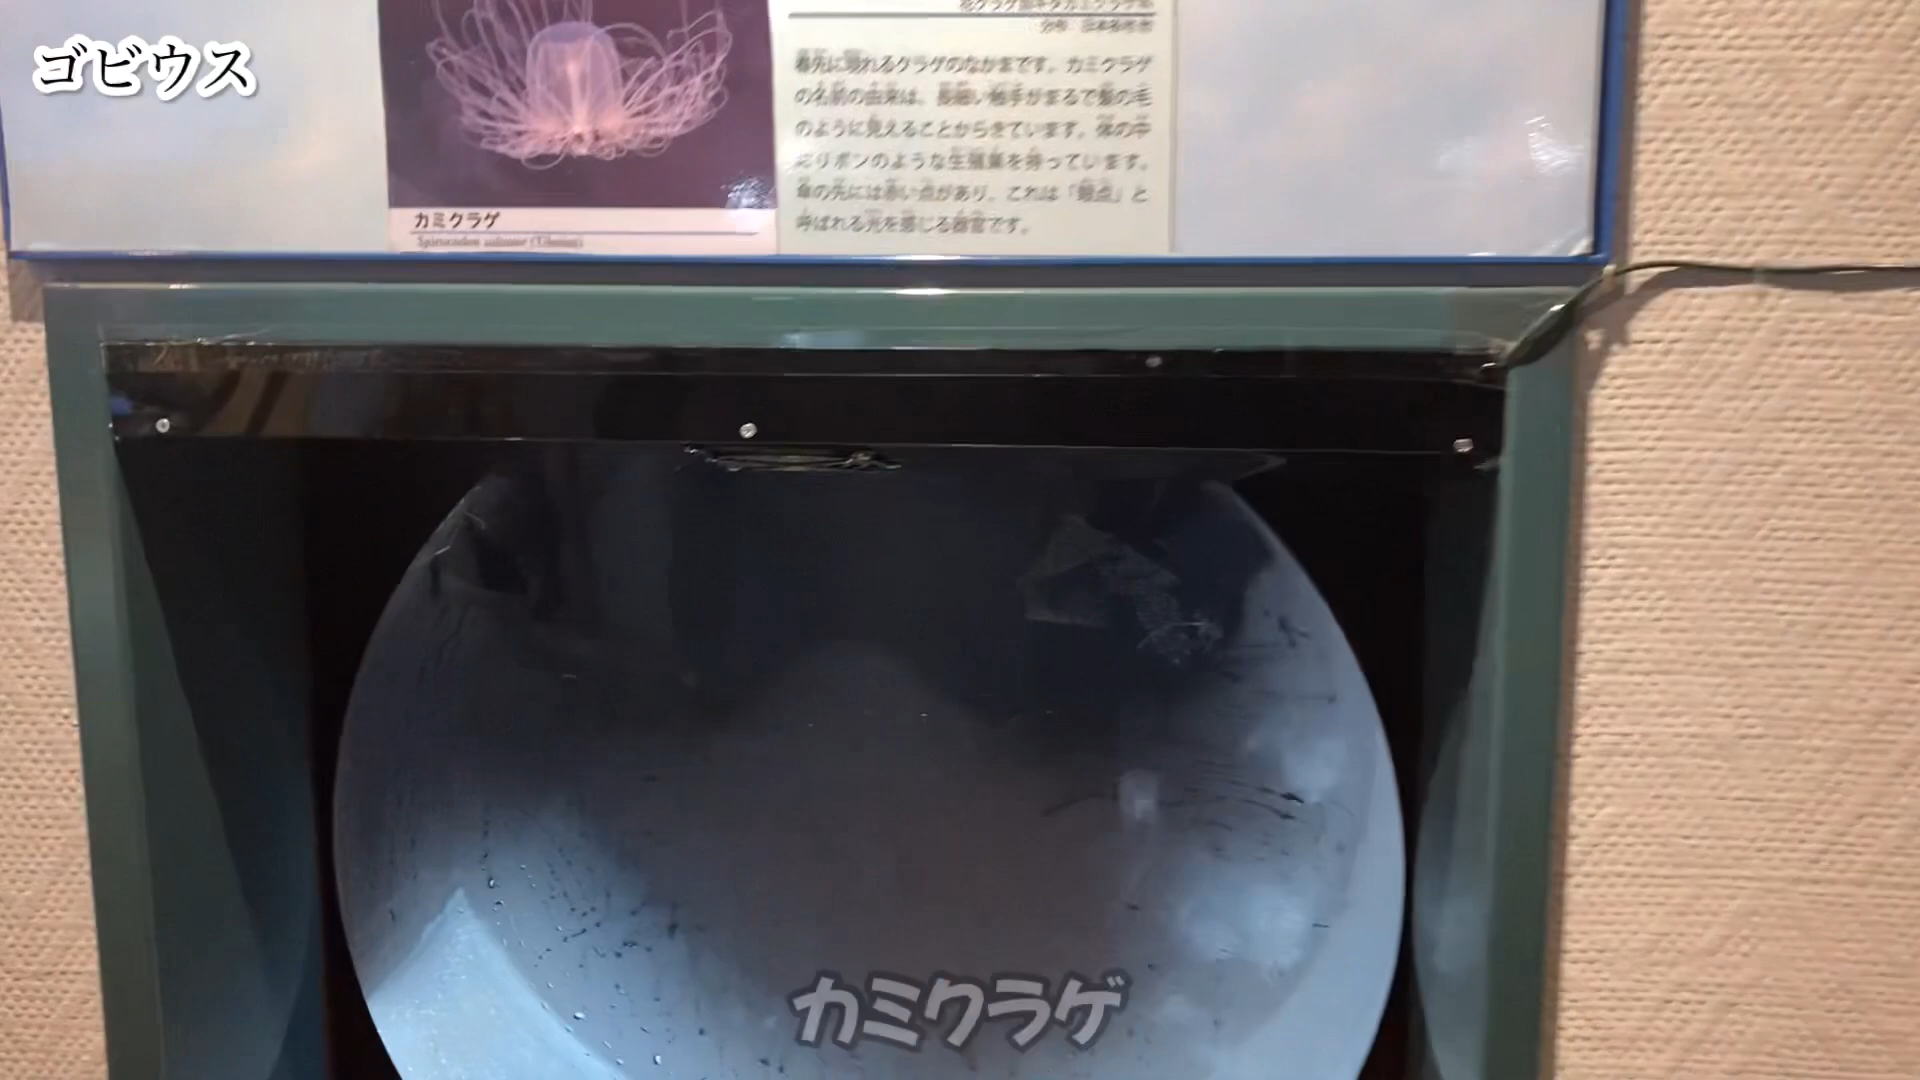 ゴビウス
春先に現れるクラゲのなかまです。カミクラゲ
の名前の由来は、長細い触手がまるで髪の毛
のように見えることからきています。体の中
にリボンのような生殖巣を持っています。
傘の先には赤い点があり、これは「眼点」と
呼ばれる光を感じる器官です。
カミクラゲ
カミクラゲ